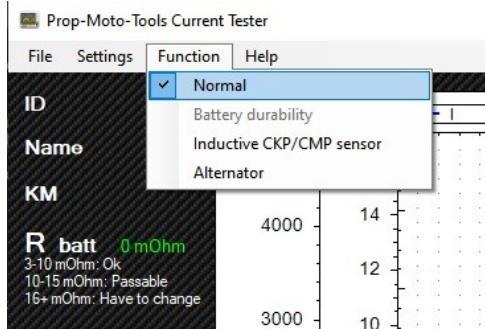 Prop-Moto-Tools Current Tester
File Settings Function Help
Normal
Battery durability
Inductive CKP/CMP sensor
Alternator
ID
Name
KM
R batt 0 mOhm
3-10 mOhm: Ok
10-15 mOhm: Passable
16+ mOhm: Have to change
I
4000
3000
14
12
10